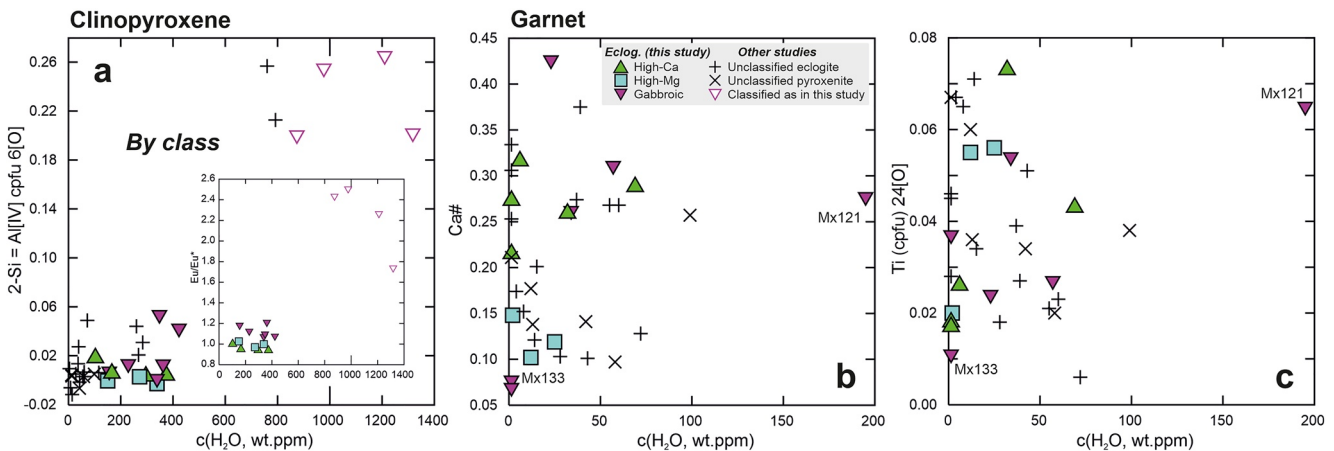 Clinopyroxene
Garnet
a
By class
2-Si = Al[IV] cpfu 6[O]
0.26
0.22
0.18
0.14
0.10
0.06
0.02
-0.02
0 200 400 600 800 1000 1200 1400
c(H₂O, wt.ppm)
Eu/Eu*
2.6
2.4
2.2
2.0
1.8
1.6
1.4
1.2
1.0
0.8
0 200 400 600 800 1000 1200 1400
b
Ca#
0.45
0.40
0.35
0.30
0.25
0.20
0.15
0.10
0.05
0 50 100 150 200
c(H₂O, wt.ppm)
Eclog. (this study) Other studies
High-Ca Unclassified eclogite
High-Mg Unclassified pyroxenite
Gabbroic Classified as in this study
Mx121
Mx133
c
Ti (cpfu) 24[O]
0.08
0.06
0.04
0.02
0.00
0 50 100 150 200
c(H₂O, wt.ppm)
Mx121
Mx133